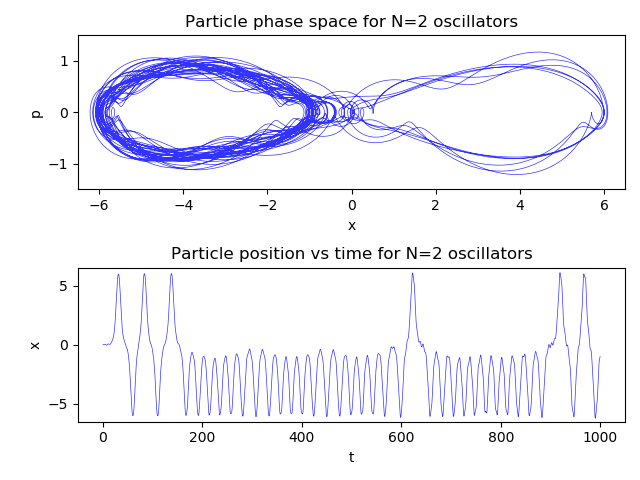 Particle phase space for N=2 oscillators
1
0
−1
p
−6 −4 −2 0 2 4 6
x
Particle position vs time for N=2 oscillators
5
0
−5
x
0 200 400 600 800 1000
t